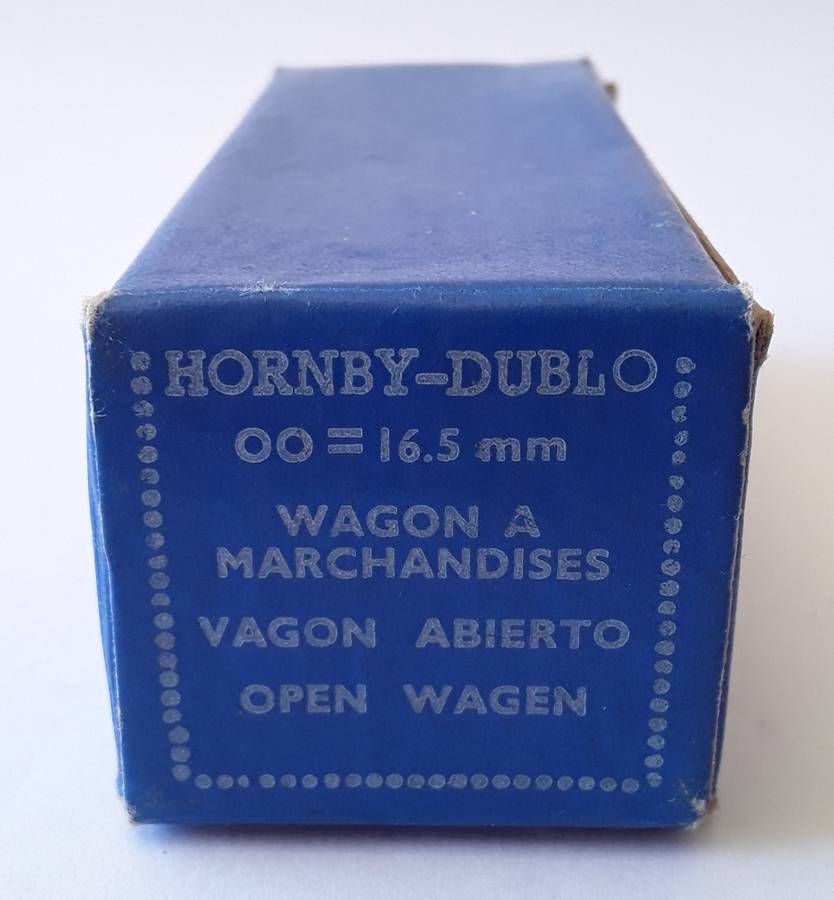 HORNBY-DUBLO
OO = 16.5 mm
WAGON A
MARCHANDISES
VAGON ABIERTO
OPEN WAGEN